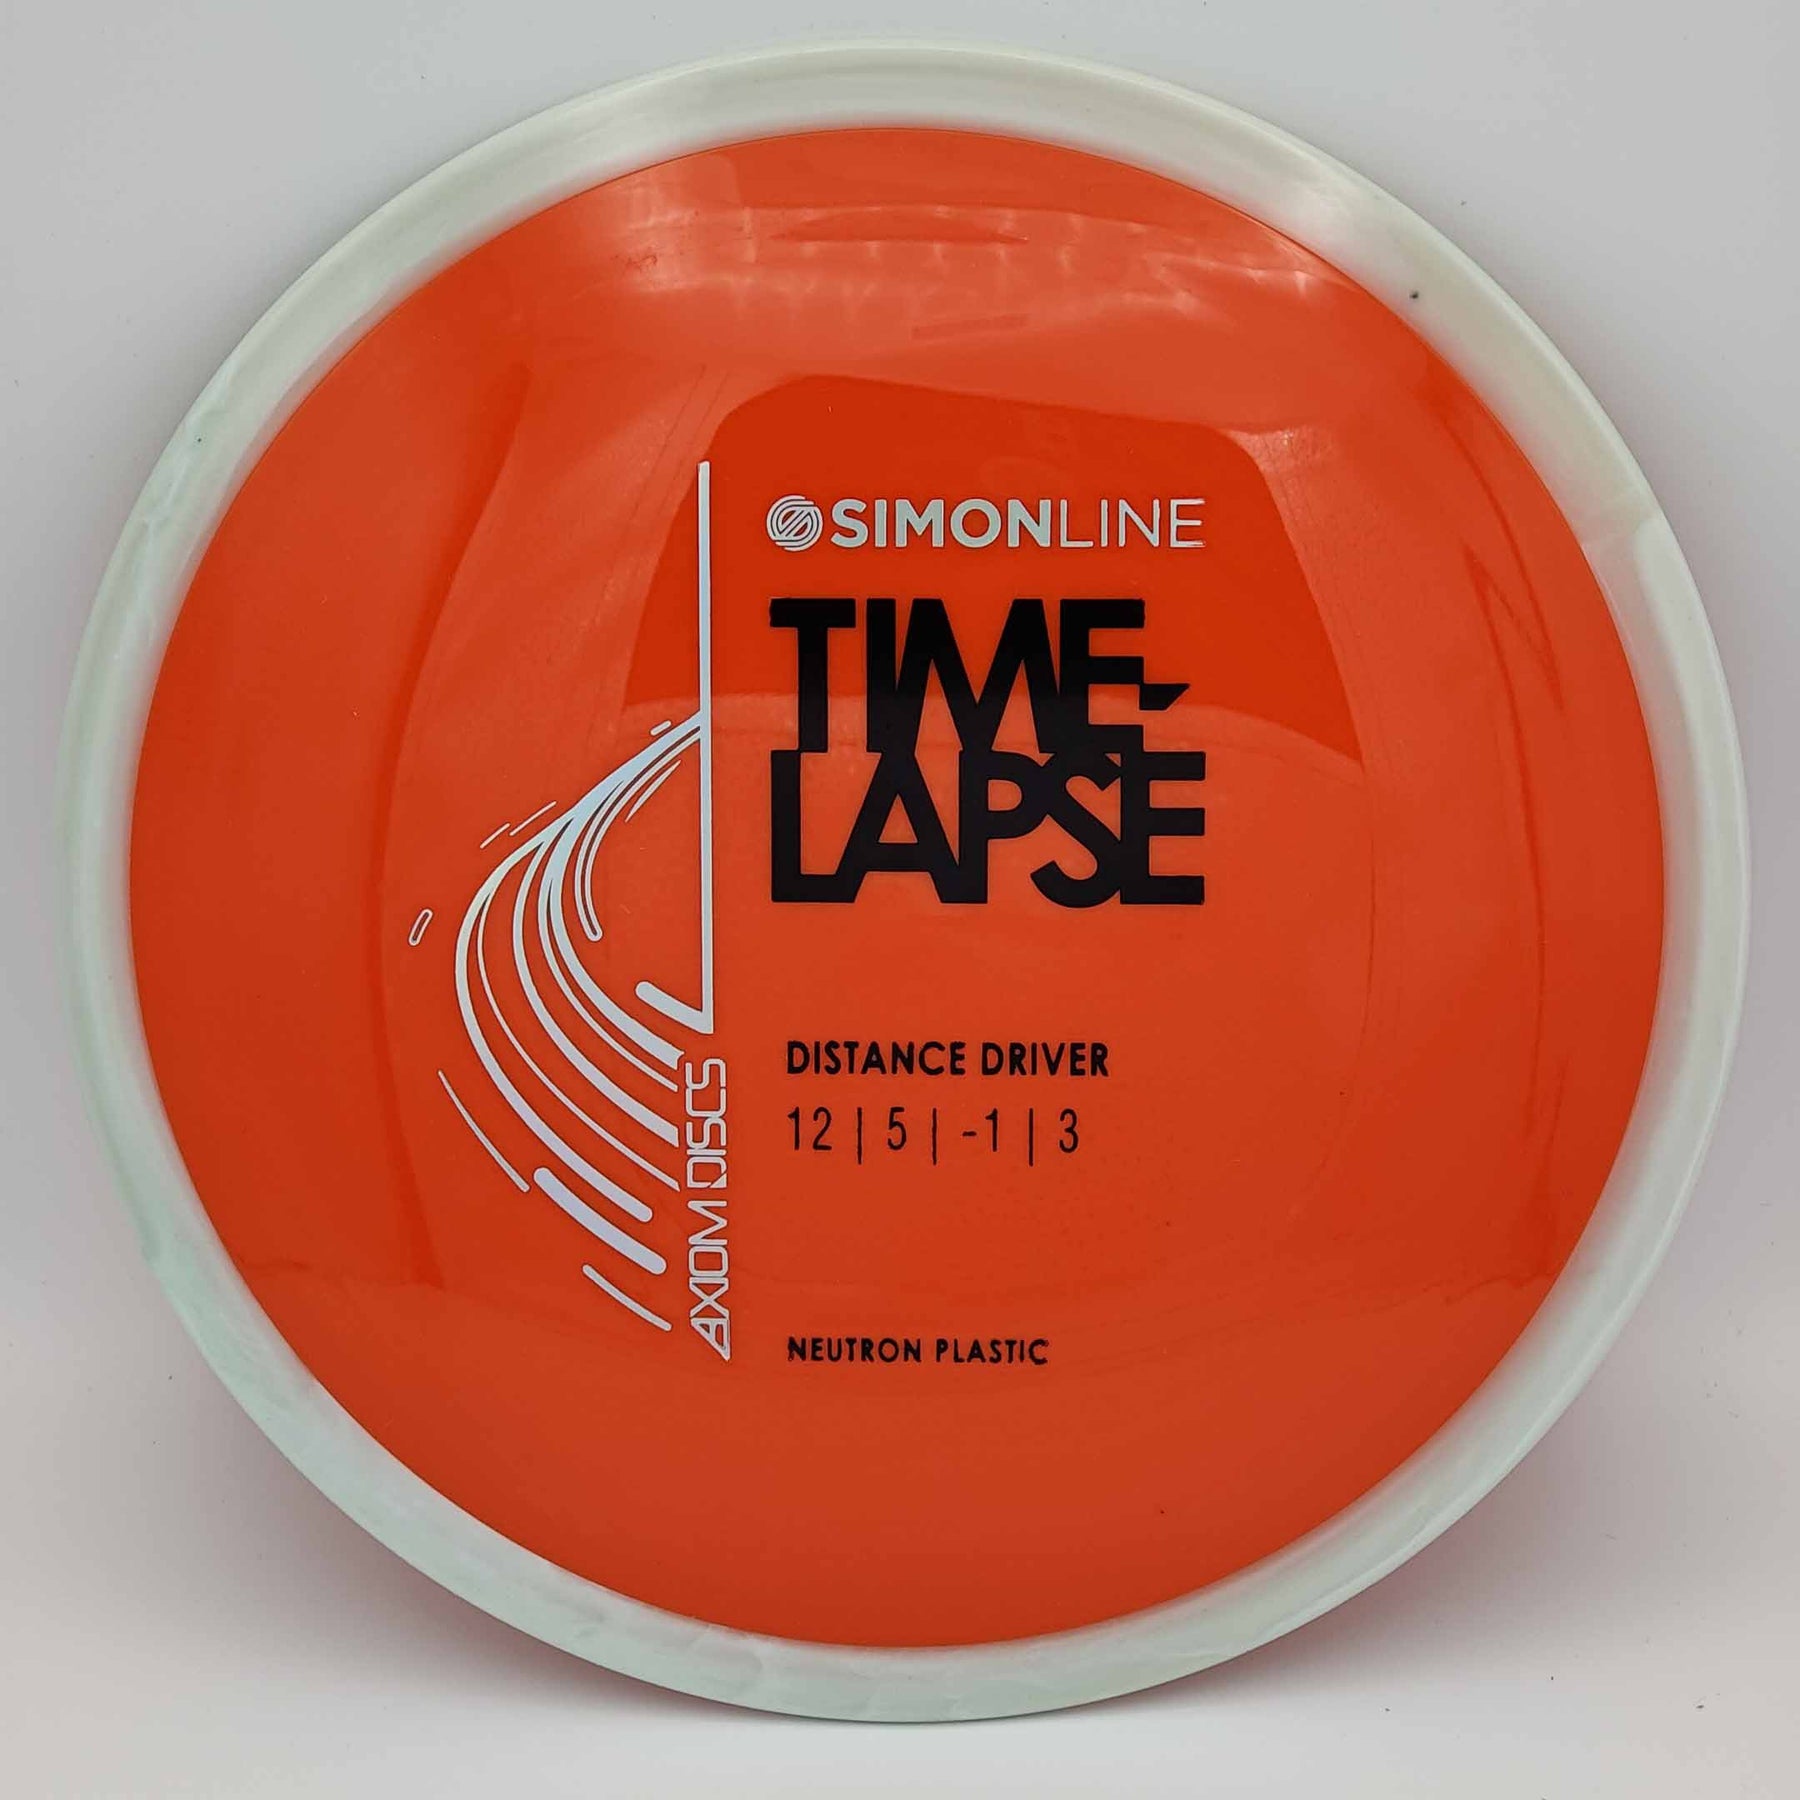 SIMONLINE
TIME-
LAPSE
DISTANCE DRIVER
12 | 5 | -1 | 3
NEUTRON PLASTIC
AXIOM DISCS